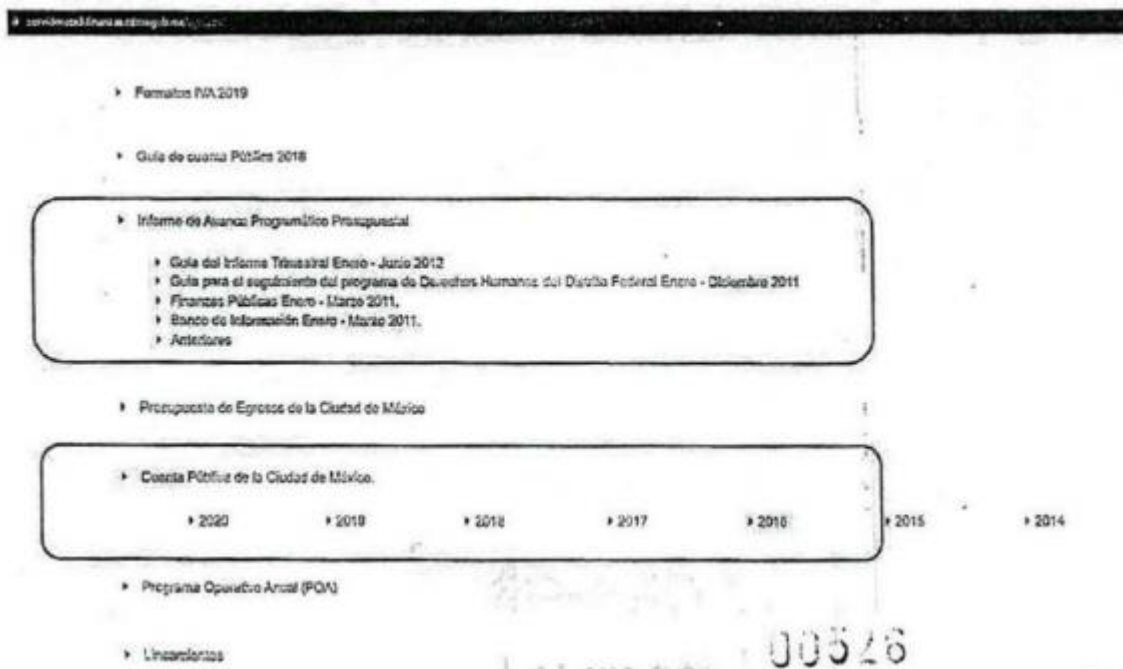 ▸ Formatos IVA 2019
▸ Guía de cuenta Pública 2018
▸ Informe de Avance Programático Presupuestal
▸ Guía del Informe Trimestral Enero - Junio 2012
▸ Guía para el seguimiento del programa de Derechos Humanos del Distrito Federal Enero - Diciembre 2011
▸ Finanzas Públicas Enero - Marzo 2011.
▸ Banco de Información Enero - Marzo 2011.
▸ Anteriores
▸ Presupuesto de Egresos de la Ciudad de México
▸ Cuenta Pública de la Ciudad de México.
▸ 2020 ▸ 2019 ▸ 2018 ▸ 2017 ▸ 2016 ▸ 2015 ▸ 2014
▸ Programa Operativo Anual (POA)
▸ Lineamientos
00526